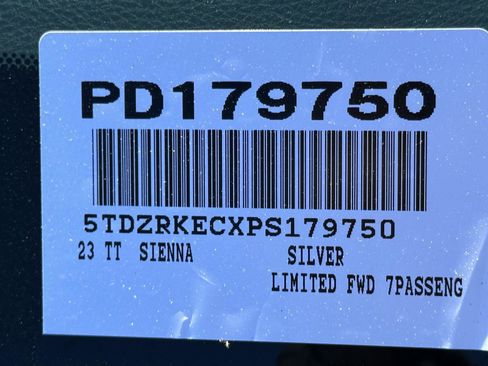 PD179750
5TDZRKECXPS179750
23 TT SIENNA SILVER
LIMITED FWD 7PASSENG